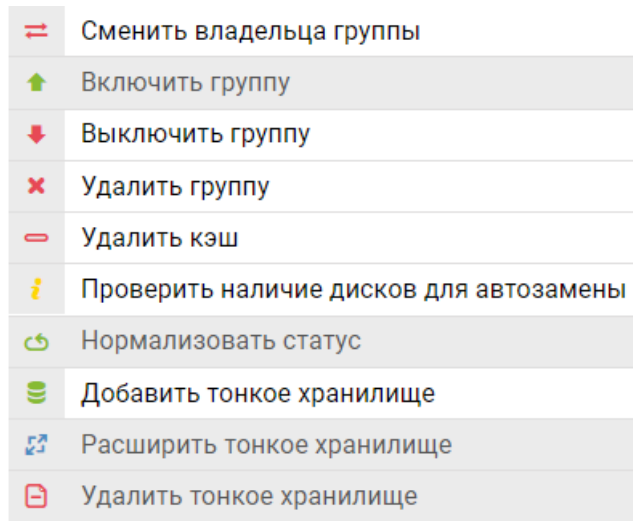 Сменить владельца группы
Включить группу
Выключить группу
Удалить группу
Удалить кэш
Проверить наличие дисков для автозамены
Нормализовать статус
Добавить тонкое хранилище
Расширить тонкое хранилище
Удалить тонкое хранилище